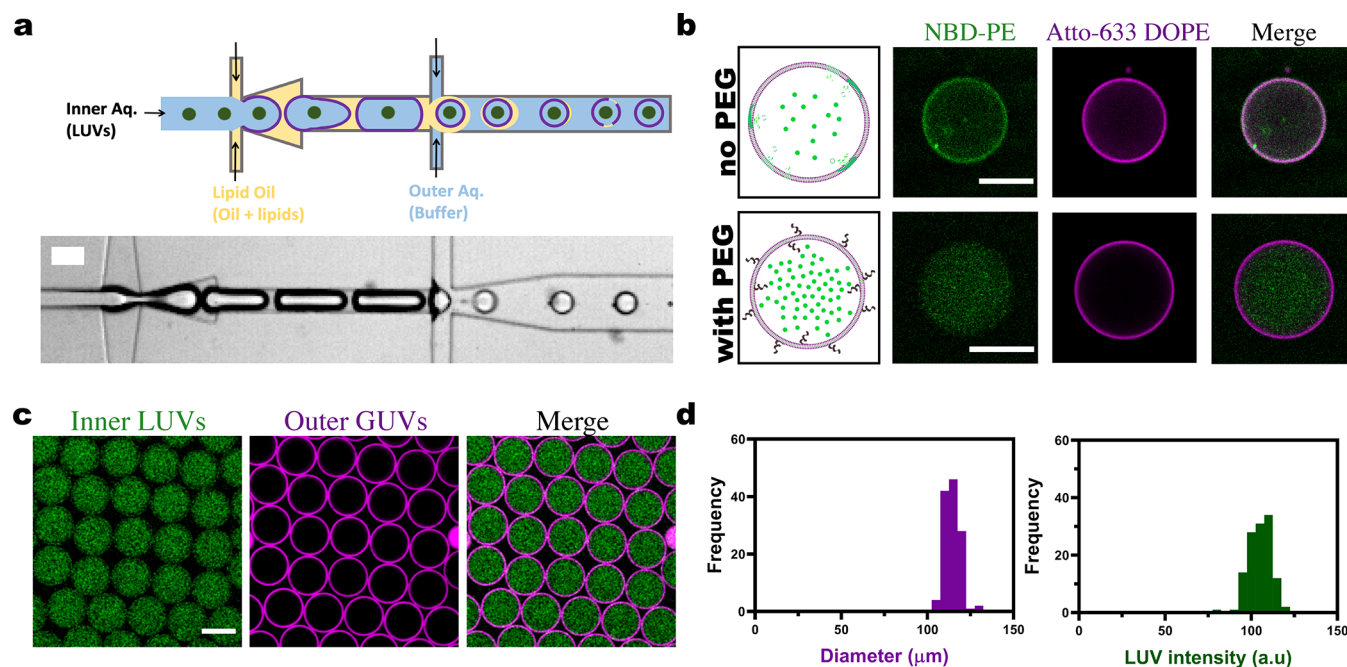 a
Inner Aq.
(LUVs)
Lipid Oil
(Oil + lipids)
Outer Aq.
(Buffer)
b
NBD-PE
Atto-633 DOPE
Merge
no PEG
with PEG
c
Inner LUVs
Outer GUVs
Merge
d
Frequency
60
40
20
0
0
50
100
150
Diameter (μm)
Frequency
60
40
20
0
0
50
100
150
LUV intensity (a.u)